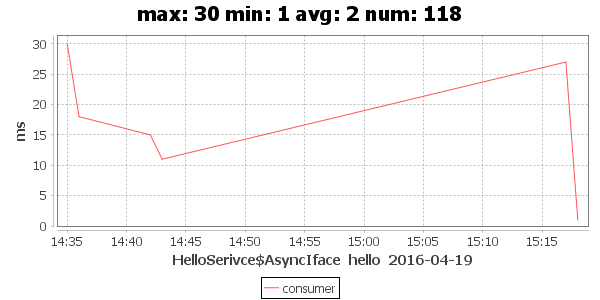 max: 30 min: 1 avg: 2 num: 118
ms
30
25
20
15
10
5
0
14:35 14:40 14:45 14:50 14:55 15:00 15:05 15:10 15:15
HelloSerivce$AsyncIface hello 2016-04-19
consumer